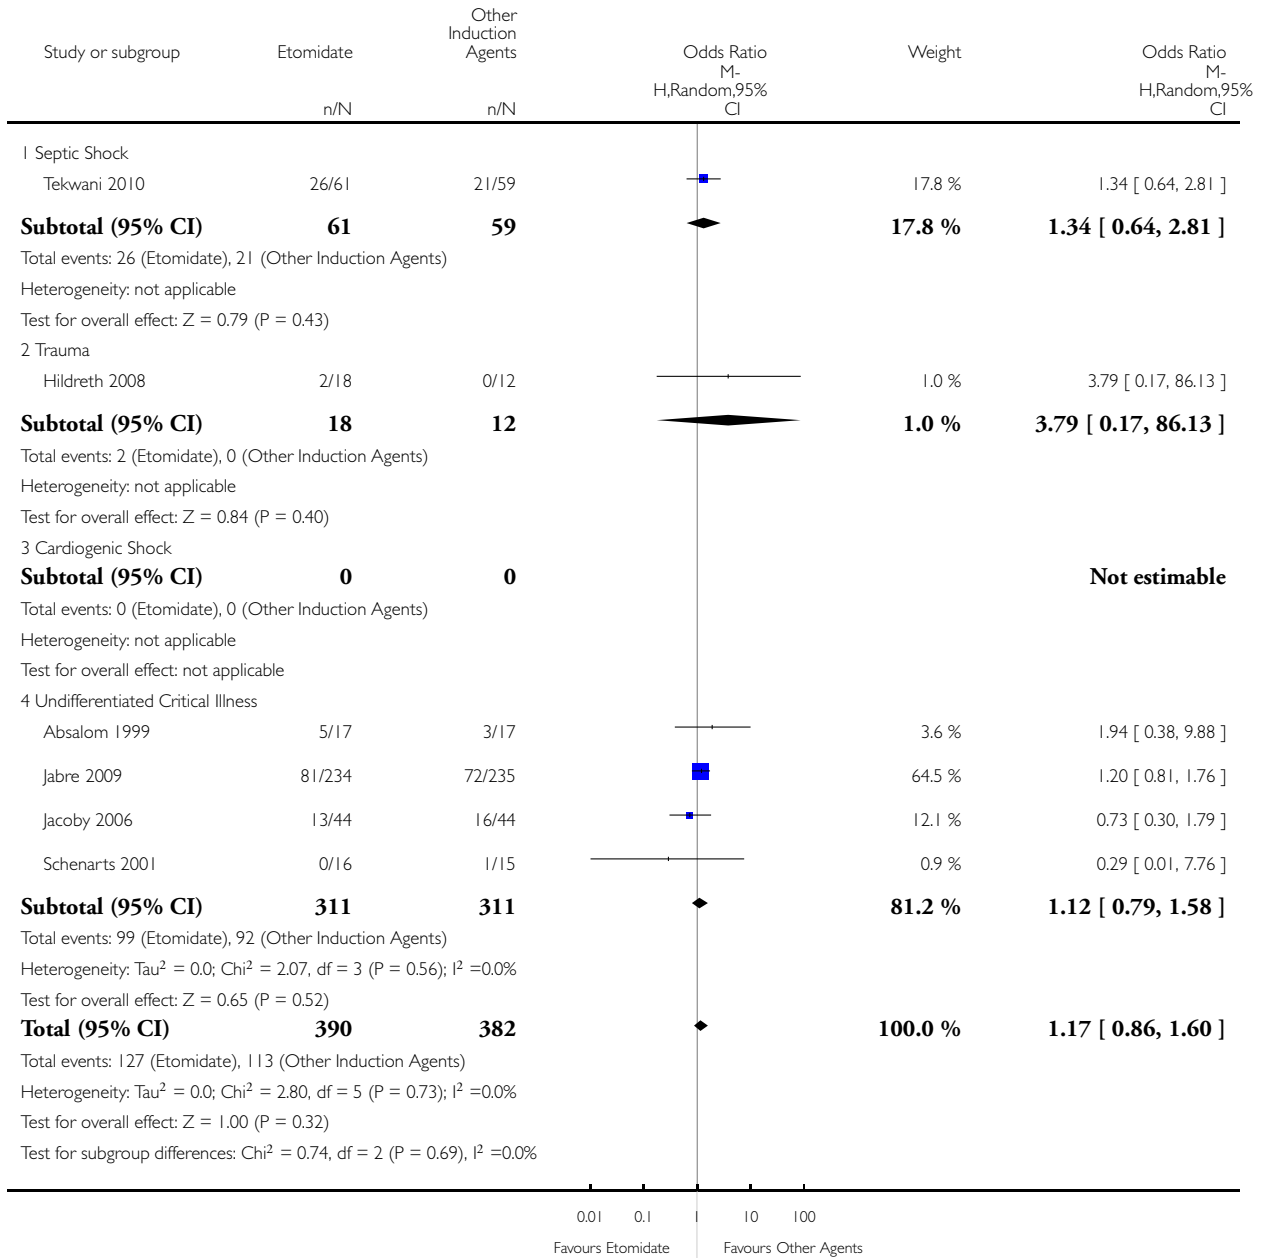 Study or subgroup Etomidate Other Induction Agents Odds Ratio Weight Odds Ratio
M-H,Random,95% CI M-H,Random,95% CI
n/N n/N
1 Septic Shock
Tekwani 2010 26/61 21/59 17.8 % 1.34 [ 0.64, 2.81 ]
Subtotal (95% CI) 61 59 17.8 % 1.34 [ 0.64, 2.81 ]
Total events: 26 (Etomidate), 21 (Other Induction Agents)
Heterogeneity: not applicable
Test for overall effect: Z = 0.79 (P = 0.43)
2 Trauma
Hildreth 2008 2/18 0/12 1.0 % 3.79 [ 0.17, 86.13 ]
Subtotal (95% CI) 18 12 1.0 % 3.79 [ 0.17, 86.13 ]
Total events: 2 (Etomidate), 0 (Other Induction Agents)
Heterogeneity: not applicable
Test for overall effect: Z = 0.84 (P = 0.40)
3 Cardiogenic Shock
Subtotal (95% CI) 0 0 Not estimable
Total events: 0 (Etomidate), 0 (Other Induction Agents)
Heterogeneity: not applicable
Test for overall effect: not applicable
4 Undifferentiated Critical Illness
Absalom 1999 5/17 3/17 3.6 % 1.94 [ 0.38, 9.88 ]
Jabre 2009 81/234 72/235 64.5 % 1.20 [ 0.81, 1.76 ]
Jacoby 2006 13/44 16/44 12.1 % 0.73 [ 0.30, 1.79 ]
Schenarts 2001 0/16 1/15 0.9 % 0.29 [ 0.01, 7.76 ]
Subtotal (95% CI) 311 311 81.2 % 1.12 [ 0.79, 1.58 ]
Total events: 99 (Etomidate), 92 (Other Induction Agents)
Heterogeneity: Tau² = 0.0; Chi² = 2.07, df = 3 (P = 0.56); I² =0.0%
Test for overall effect: Z = 0.65 (P = 0.52)
Total (95% CI) 390 382 100.0 % 1.17 [ 0.86, 1.60 ]
Total events: 127 (Etomidate), 113 (Other Induction Agents)
Heterogeneity: Tau² = 0.0; Chi² = 2.80, df = 5 (P = 0.73); I² =0.0%
Test for overall effect: Z = 1.00 (P = 0.32)
Test for subgroup differences: Chi² = 0.74, df = 2 (P = 0.69), I² =0.0%
0.01 0.1 1 10 100
Favours Etomidate Favours Other Agents